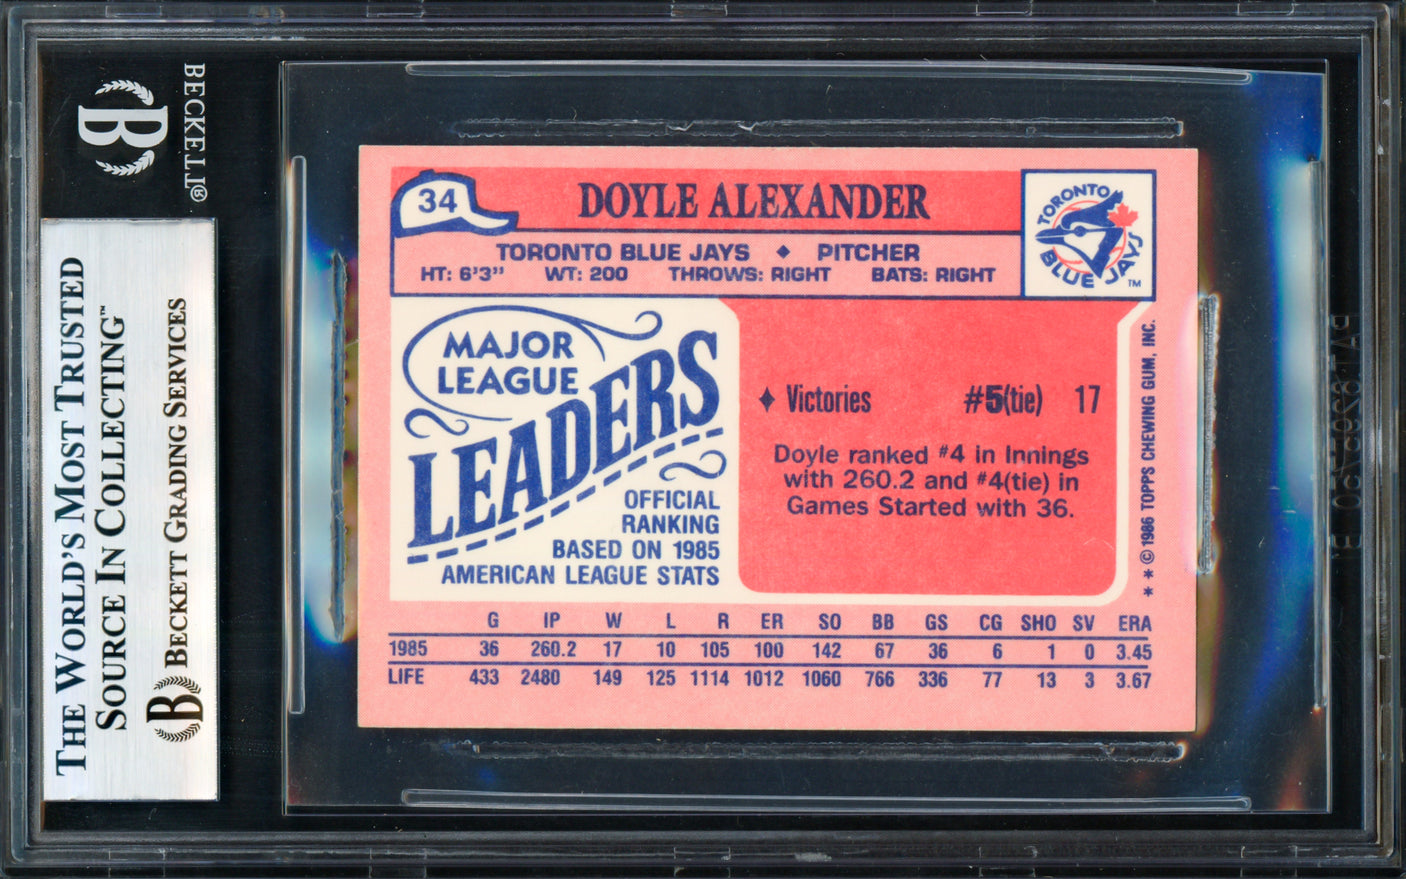 BECKETT®
B
THE WORLD'S MOST TRUSTED
SOURCE IN COLLECTING™
B BECKETT GRADING SERVICES
34
DOYLE ALEXANDER
TORONTO BLUE JAYS ♦ PITCHER
HT: 6'3" WT: 200 THROWS: RIGHT BATS: RIGHT
TORONTO
BLUE JAYS
TM
MAJOR
LEAGUE
LEADERS
OFFICIAL
RANKING
BASED ON 1985
AMERICAN LEAGUE STATS
♦ Victories #5(tie) 17
Doyle ranked #4 in Innings
with 260.2 and #4(tie) in
Games Started with 36.
* * © 1986 TOPPS CHEWING GUM, INC.
G IP W L R ER SO BB GS CG SHO SV ERA
1985 36 260.2 17 10 105 100 142 67 36 6 1 0 3.45
LIFE 433 2480 149 125 1114 1012 1060 766 336 77 13 3 3.67